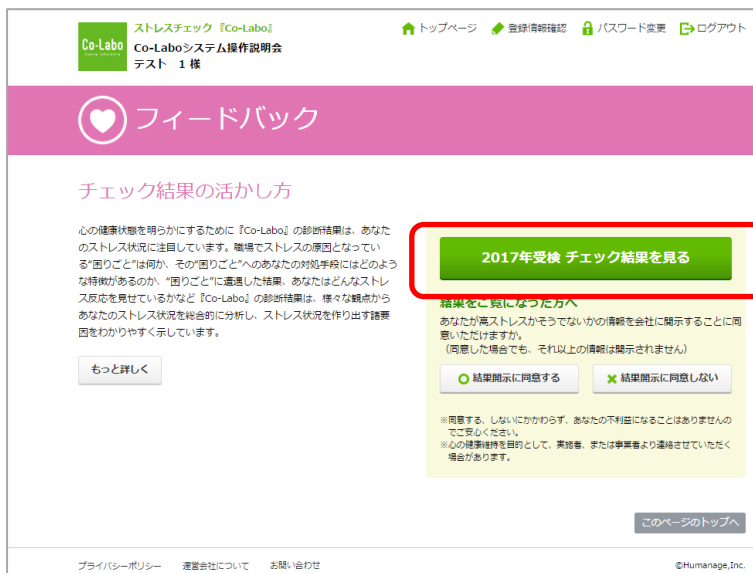 ストレスチェック『Co-Labo』
トップページ 登録情報確認 パスワード変更 ログアウト
Co-Labo
Co-Laboシステム操作説明会
テスト 1 様
フィードバック
チェック結果の活かし方
心の健康状態を明らかにするために『Co-Labo』の診断結果は、あなた
のストレス状況に注目しています。職場でストレスの原因となってい
る“困りごと”は何か、その“困りごと”へのあなたの対処手段にはどのよう
な特徴があるのか、“困りごと”に遭遇した結果、あなたはどんなストレ
ス反応を見せているかなど『Co-Labo』の診断結果は、様々な観点から
あなたのストレス状況を総合的に分析し、ストレス状況を作り出す諸要
因をわかりやすく示しています。
もっと詳しく
2017年受検 チェック結果を見る
結果をご覧になった方へ
あなたが高ストレスかそうでないかの情報を会社に開示することに同
意いただけますか。
（同意した場合でも、それ以上の情報は開示されません）
結果開示に同意する 結果開示に同意しない
※同意する、しないにかかわらず、あなたの不利益になることはありませんの
でご安心ください。
※心の健康維持を目的として、実施者、または事業者より連絡させていただく
場合があります。
このページのトップへ
プライバシーポリシー 運営会社について お問い合わせ
©Humanage,Inc.